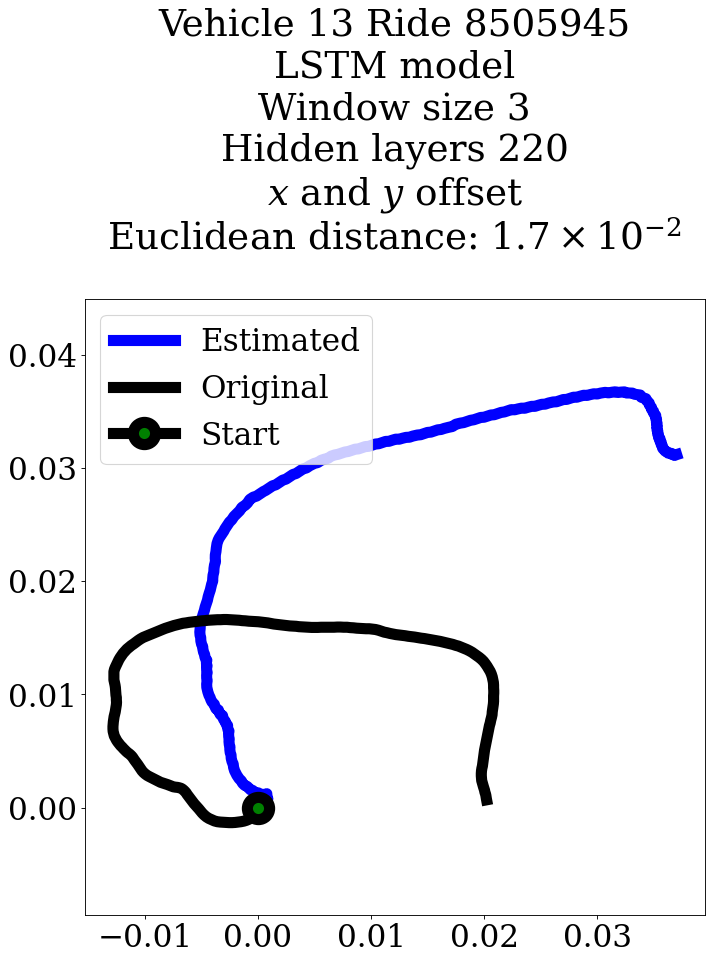 Vehicle 13 Ride 8505945
LSTM model
Window size 3
Hidden layers 220
x and y offset
Euclidean distance: 1.7 × 10⁻²
Estimated
Original
Start
0.04
0.03
0.02
0.01
0.00
−0.01 0.00 0.01 0.02 0.03